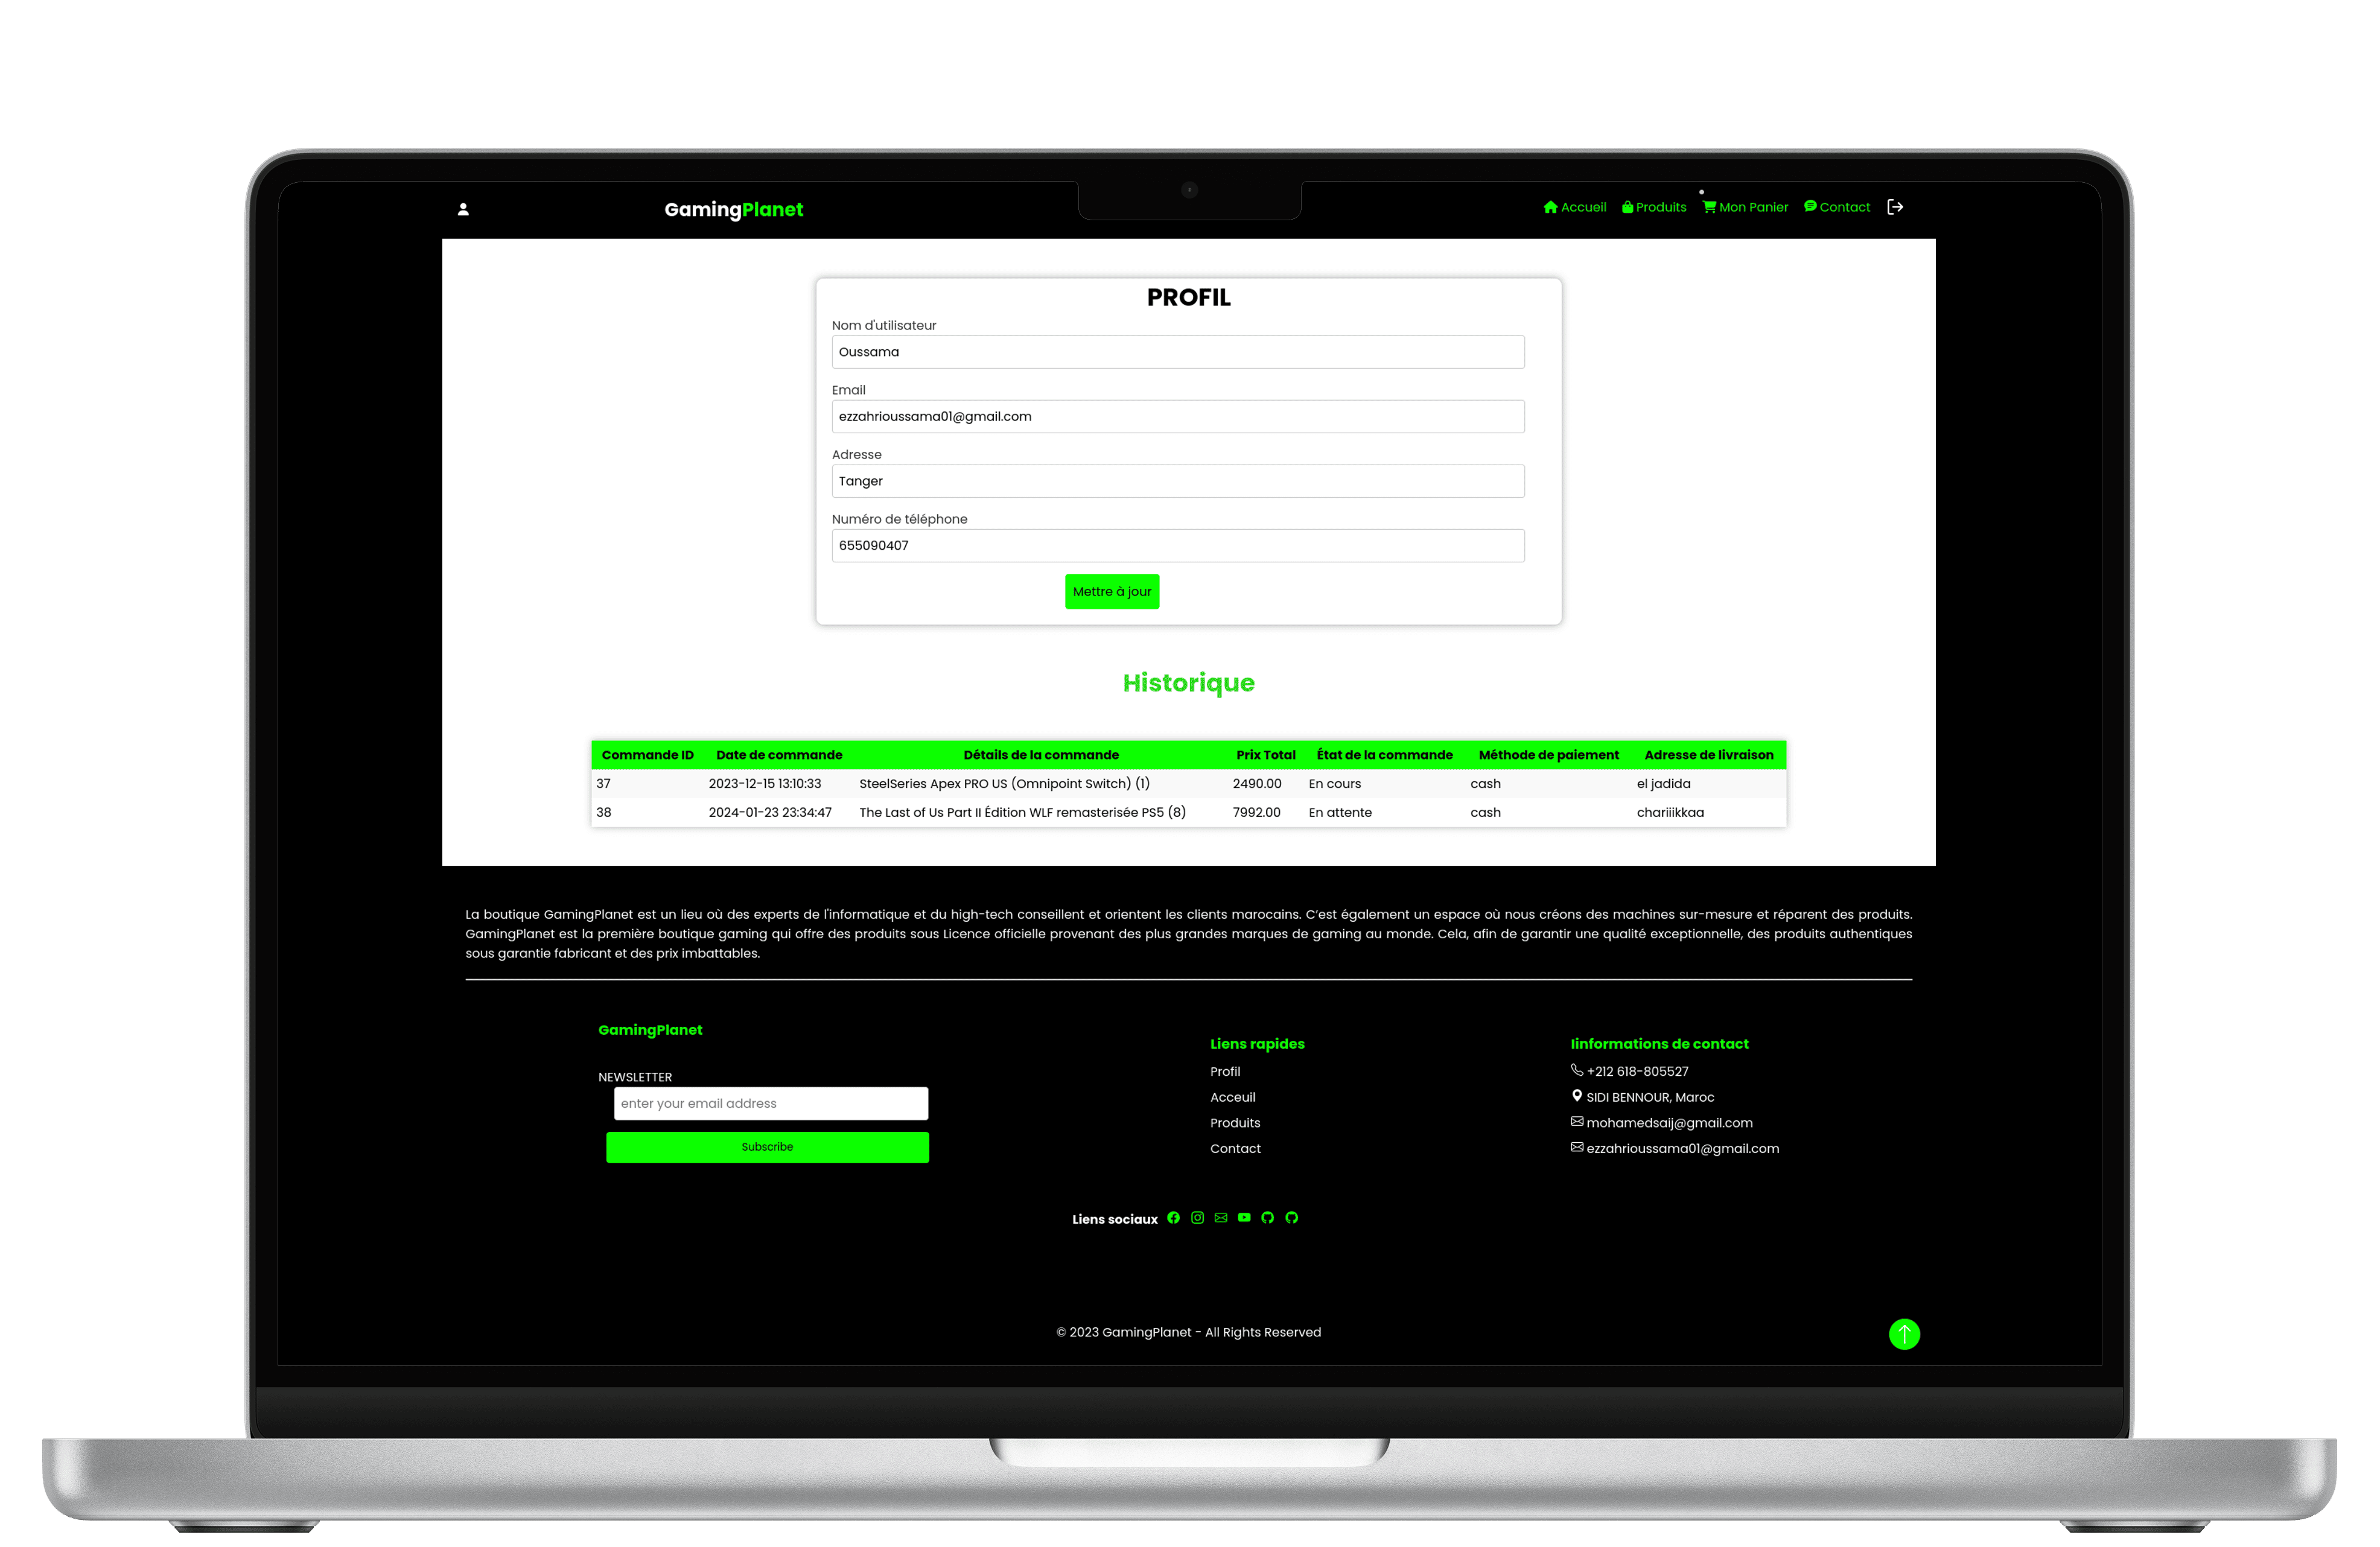 GamingPlanet
Accueil Produits Mon Panier Contact
PROFIL
Nom d'utilisateur
Oussama
Email
ezzahrioussama01@gmail.com
Adresse
Tanger
Numéro de téléphone
655090407
Mettre à jour
Historique
Commande ID Date de commande Détails de la commande Prix Total État de la commande Méthode de paiement Adresse de livraison
37 2023-12-15 13:10:33 SteelSeries Apex PRO US (Omnipoint Switch) (1) 2490.00 En cours cash el jadida
38 2024-01-23 23:34:47 The Last of Us Part II Édition WLF remasterisée PS5 (8) 7992.00 En attente cash chariiikkaa
La boutique GamingPlanet est un lieu où des experts de l'informatique et du high-tech conseillent et orientent les clients marocains. C'est également un espace où nous créons des machines sur-mesure et réparent des produits.
GamingPlanet est la première boutique gaming qui offre des produits sous Licence officielle provenant des plus grandes marques de gaming au monde. Cela, afin de garantir une qualité exceptionnelle, des produits authentiques
sous garantie fabricant et des prix imbattables.
GamingPlanet
NEWSLETTER
enter your email address
Subscribe
Liens rapides
Profil
Acceuil
Produits
Contact
Iinformations de contact
+212 618-805527
SIDI BENNOUR, Maroc
mohamedsaij@gmail.com
ezzahrioussama01@gmail.com
Liens sociaux
© 2023 GamingPlanet - All Rights Reserved